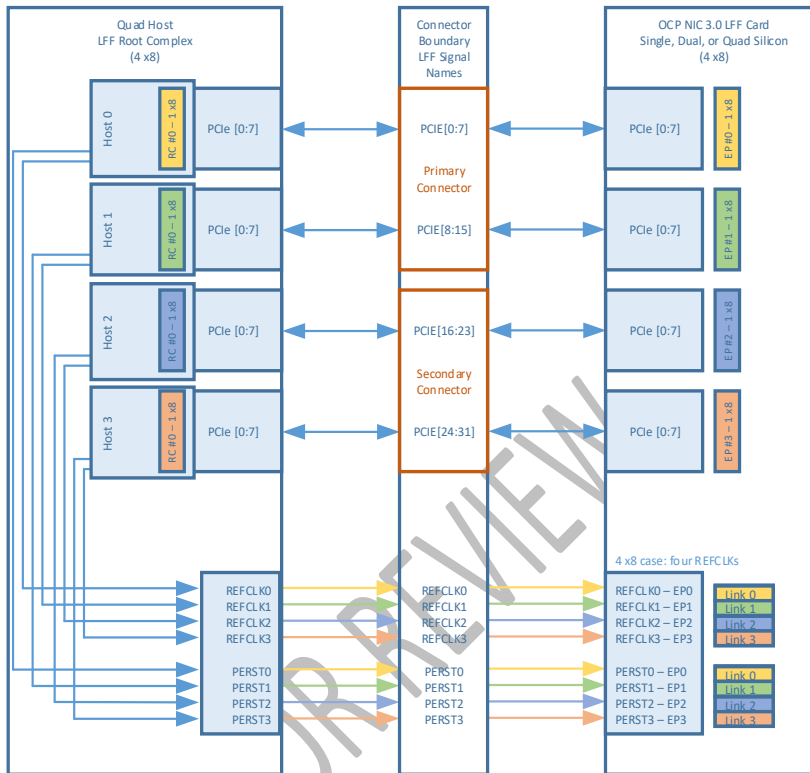 Quad Host
LFF Root Complex
(4 x8)
Connector
Boundary
LFF Signal
Names
OCP NIC 3.0 LFF Card
Single, Dual, or Quad Silicon
(4 x8)
Host 0
RC #0 – 1 x8
PCIe [0:7]
PCIE[0:7]
PCIe [0:7]
EP #0 – 1 x8
Primary
Connector
Host 1
RC #0 – 1 x8
PCIe [0:7]
PCIE[8:15]
PCIe [0:7]
EP #1 – 1 x8
Host 2
RC #0 – 1 x8
PCIe [0:7]
PCIE[16:23]
PCIe [0:7]
EP #2 – 1 x8
Secondary
Connector
Host 3
RC #0 – 1 x8
PCIe [0:7]
PCIE[24:31]
PCIe [0:7]
EP #3 – 1 x8
4 x8 case: four REFCLKs
REFCLK0
REFCLK1
REFCLK2
REFCLK3
PERST0
PERST1
PERST2
PERST3
REFCLK0
REFCLK1
REFCLK2
REFCLK3
PERST0
PERST1
PERST2
PERST3
REFCLK0 – EP0
REFCLK1 – EP1
REFCLK2 – EP2
REFCLK3 – EP3
PERST0 – EP0
PERST1 – EP1
PERST2 – EP2
PERST3 – EP3
Link 0
Link 1
Link 2
Link 3
Link 0
Link 1
Link 2
Link 3
OR REVIEW